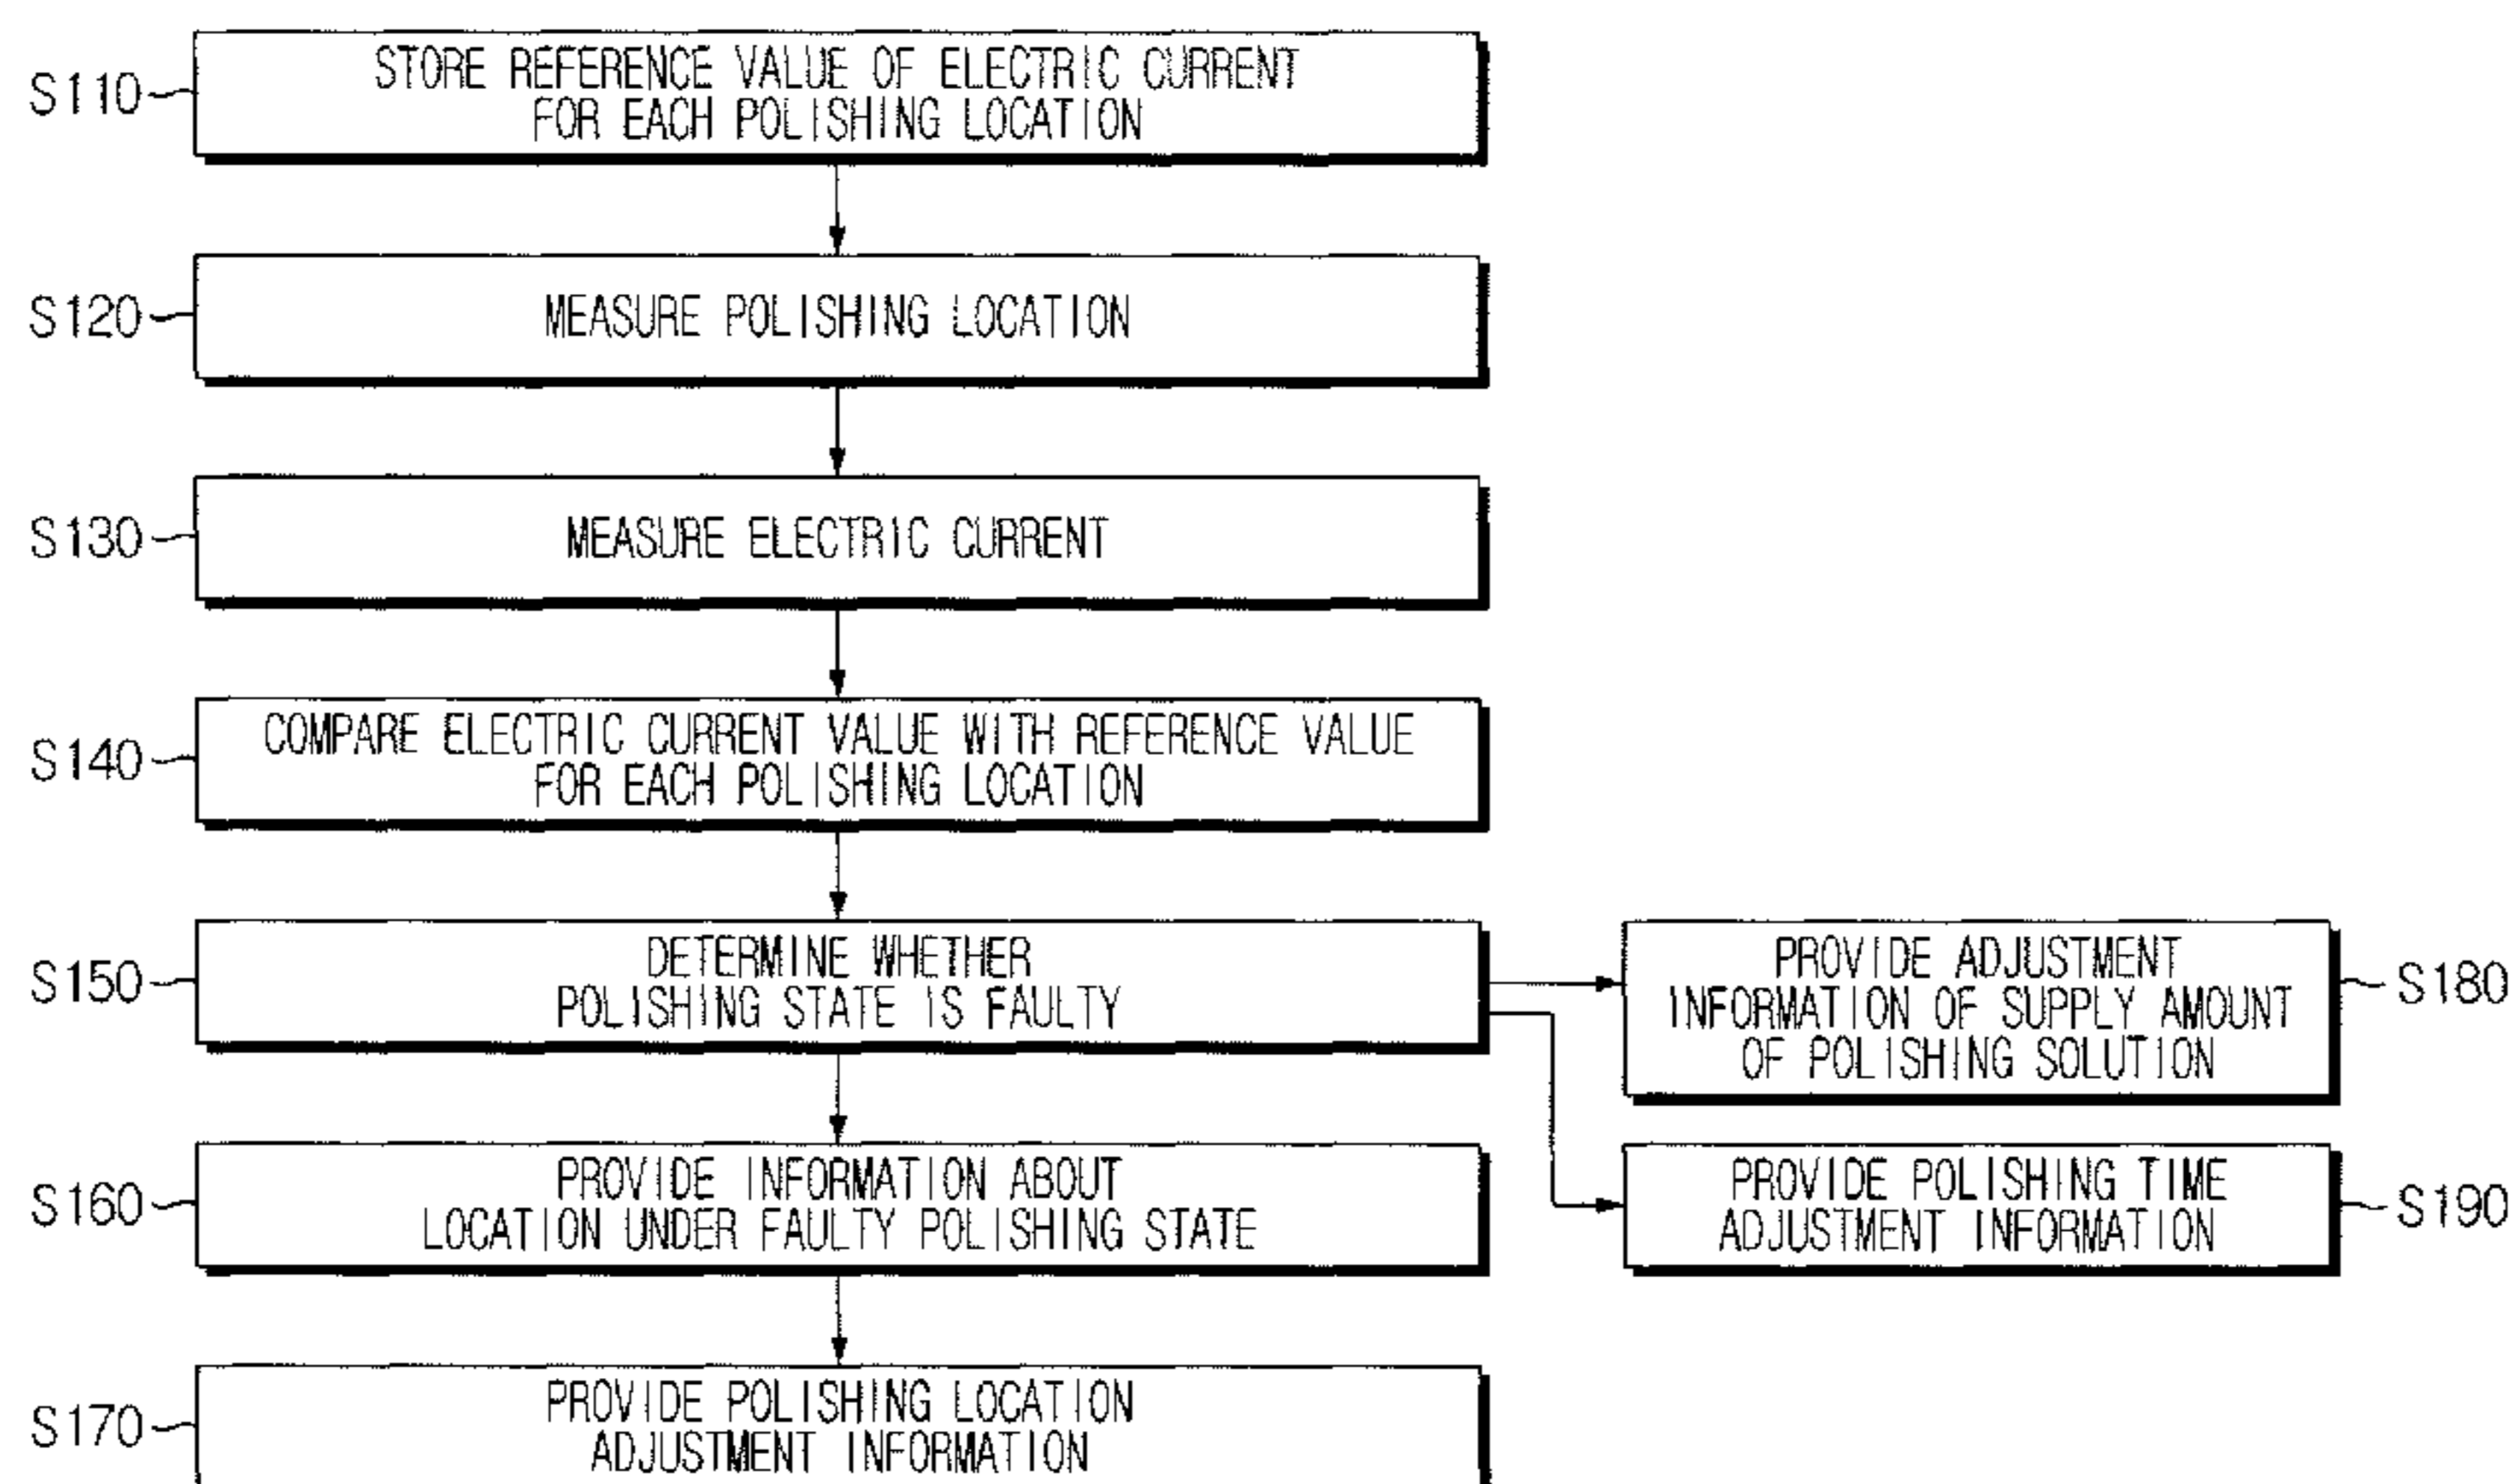 S110
STORE REFERENCE VALUE OF ELECTRIC CURRENT
FOR EACH POLISHING LOCATION
S120
MEASURE POLISHING LOCATION
S130
MEASURE ELECTRIC CURRENT
S140
COMPARE ELECTRIC CURRENT VALUE WITH REFERENCE VALUE
FOR EACH POLISHING LOCATION
S150
DETERMINE WHETHER
POLISHING STATE IS FAULTY
PROVIDE ADJUSTMENT
INFORMATION OF SUPPLY AMOUNT
OF POLISHING SOLUTION
S180
S160
PROVIDE INFORMATION ABOUT
LOCATION UNDER FAULTY POLISHING STATE
PROVIDE POLISHING TIME
ADJUSTMENT INFORMATION
S190
S170
PROVIDE POLISHING LOCATION
ADJUSTMENT INFORMATION